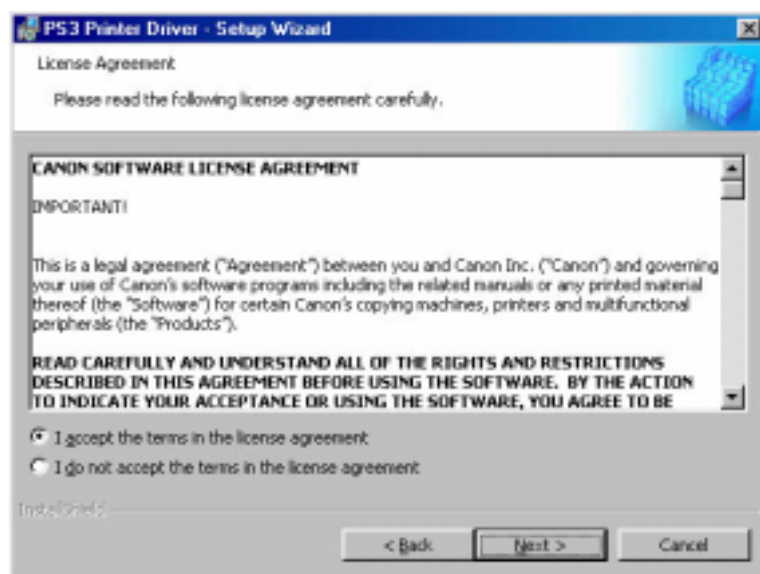 PS3 Printer Driver - Setup Wizard
License Agreement
Please read the following license agreement carefully.
CANON SOFTWARE LICENSE AGREEMENT
IMPORTANT!
This is a legal agreement ("Agreement") between you and Canon Inc. ("Canon") and governing
your use of Canon's software programs including the related manuals or any printed material
thereof (the "Software") for certain Canon's copying machines, printers and multifunctional
peripherals (the "Products").
READ CAREFULLY AND UNDERSTAND ALL OF THE RIGHTS AND RESTRICTIONS
DESCRIBED IN THIS AGREEMENT BEFORE USING THE SOFTWARE. BY THE ACTION
TO INDICATE YOUR ACCEPTANCE OR USING THE SOFTWARE, YOU AGREE TO BE
I accept the terms in the license agreement
I do not accept the terms in the license agreement
InstallShield
< Back Next > Cancel